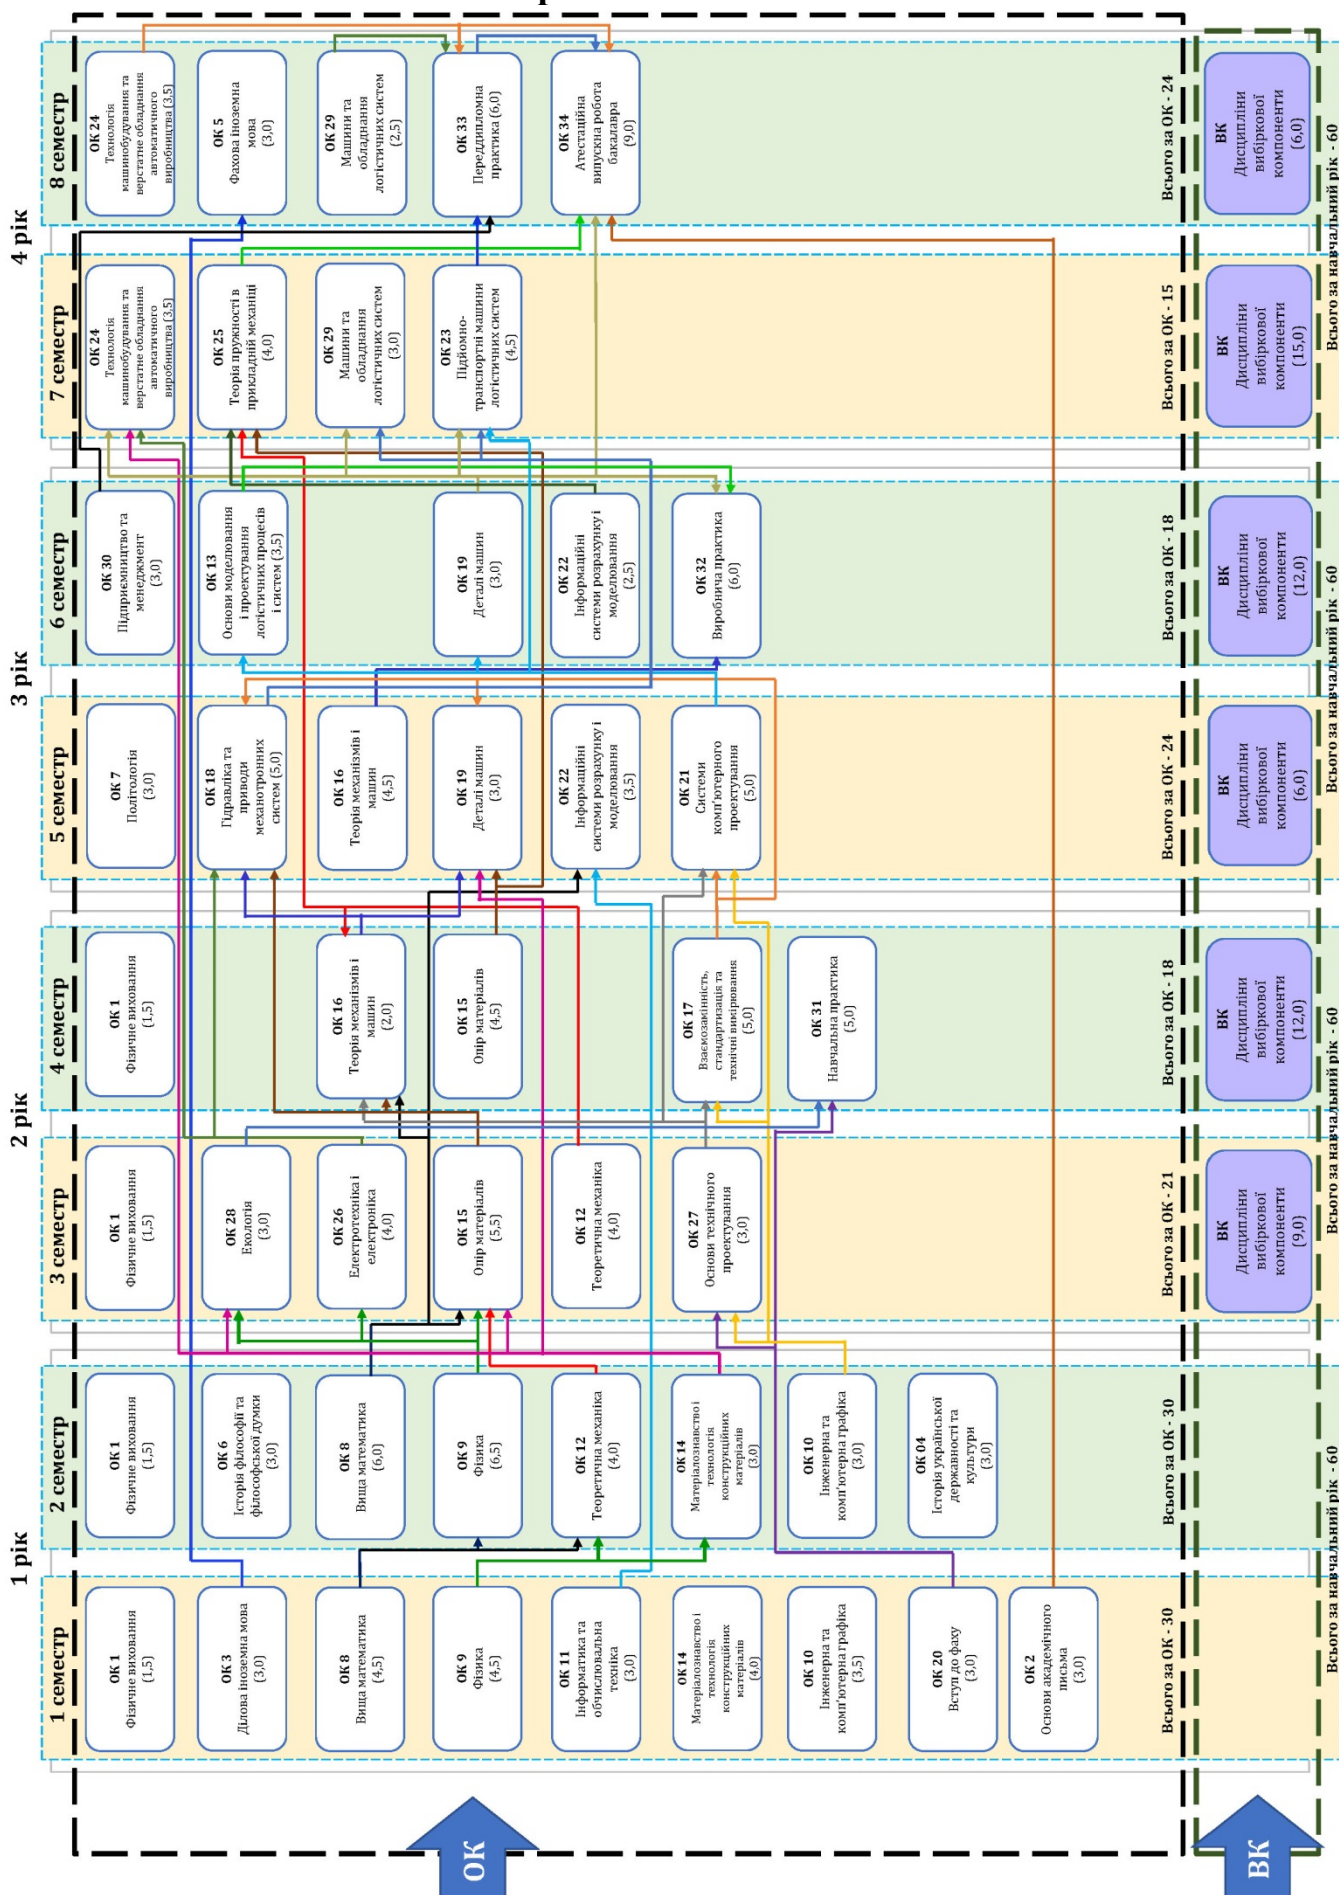 1 рік
2 рік
3 рік
4 рік
1 семестр
2 семестр
3 семестр
4 семестр
5 семестр
6 семестр
7 семестр
8 семестр
ОК 1
Фізичне виховання
(1,5)
ОК 3
Ділова іноземна мова
(3,0)
ОК 8
Вища математика
(4,5)
ОК 9
Фізика
(4,5)
ОК 11
Інформатика та
обчислювальна
техніка
(3,0)
ОК 14
Матеріалознавство і
технологія
конструкційних
матеріалів
(4,0)
ОК 10
Інженерна та
комп'ютерна графіка
(3,5)
ОК 20
Вступ до фаху
(3,0)
ОК 2
Основи академічного
письма
(3,0)
Всього за ОК - 30
ОК 1
Фізичне виховання
(1,5)
ОК 6
Історія філософії та
філософської думки
(3,0)
ОК 8
Вища математика
(6,0)
ОК 9
Фізика
(6,5)
ОК 12
Теоретична механіка
(4,0)
ОК 14
Матеріалознавство і
технологія
конструкційних
матеріалів
(3,0)
ОК 10
Інженерна та
комп'ютерна графіка
(3,0)
ОК 04
Історія української
державності та
культури
(3,0)
Всього за ОК - 30
Всього за навчальний рік - 60
ОК 1
Фізичне виховання
(1,5)
ОК 28
Екологія
(3,0)
ОК 26
Електротехніка і
електроніка
(4,0)
ОК 15
Опір матеріалів
(5,5)
ОК 12
Теоретична механіка
(4,0)
ОК 27
Основи технічного
проектування
(3,0)
Всього за ОК - 21
ВК
Дисципліни
вибіркової
компоненти
(9,0)
ОК 1
Фізичне виховання
(1,5)
ОК 16
Теорія механізмів і
машин
(2,0)
ОК 15
Опір матеріалів
(4,5)
ОК 17
Взаємозамінність,
стандартизація та
технічні вимірювання
(5,0)
ОК 31
Навчальна практика
(5,0)
Всього за ОК - 18
ВК
Дисципліни
вибіркової
компоненти
(12,0)
Всього за навчальний рік - 60
ОК 7
Політологія
(3,0)
ОК 18
Гідравліка та
приводи
механотронних
систем (5,0)
ОК 16
Теорія механізмів і
машин
(4,5)
ОК 19
Деталі машин
(3,0)
ОК 22
Інформаційні
системи розрахунку і
моделювання
(3,5)
ОК 21
Системи
комп'ютерного
проектування
(5,0)
Всього за ОК - 24
ВК
Дисципліни
вибіркової
компоненти
(6,0)
ОК 30
Підприємництво та
менеджмент
(3,0)
ОК 13
Основи моделювання
і проектування
логістичних процесів
і систем (3,5)
ОК 19
Деталі машин
(3,0)
ОК 22
Інформаційні
системи розрахунку і
моделювання
(2,5)
ОК 32
Виробнича практика
(6,0)
Всього за ОК - 18
ВК
Дисципліни
вибіркової
компоненти
(12,0)
Всього за навчальний рік - 60
ОК 24
Технологія
машинобудування та
верстатне обладнання
автоматичного
виробництва (3,5)
ОК 25
Теорія пружності в
прикладній механіці
(4,0)
ОК 29
Машини та
обладнання
логістичних систем
(3,0)
ОК 23
Підйомно-
транспортні машини
логістичних систем
(4,5)
Всього за ОК - 15
ВК
Дисципліни
вибіркової
компоненти
(15,0)
ОК 24
Технологія
машинобудування та
верстатне обладнання
автоматичного
виробництва (3,5)
ОК 5
Фахова іноземна
мова
(3,0)
ОК 29
Машини та
обладнання
логістичних систем
(2,5)
ОК 33
Переддипломна
практика (6,0)
ОК 34
Атестаційна
випускна робота
бакалавра
(9,0)
Всього за ОК - 24
ВК
Дисципліни
вибіркової
компоненти
(6,0)
Всього за навчальний рік - 60
ОК
ВК